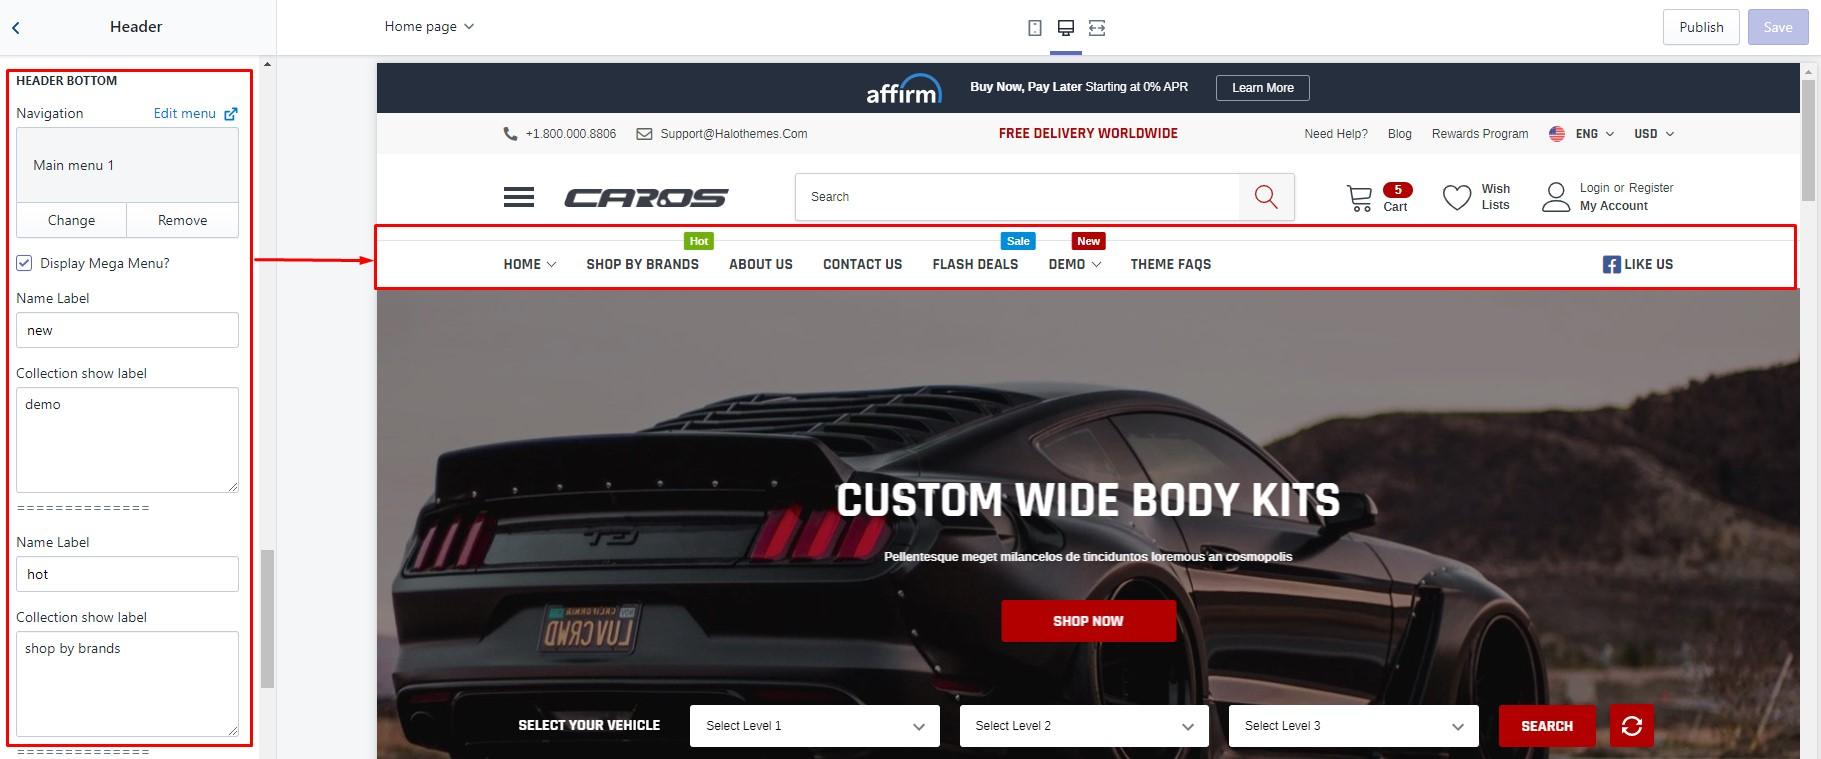 Header
Home page
Publish
Save
HEADER BOTTOM
Navigation
Edit menu
Main menu 1
Change
Remove
Display Mega Menu?
Name Label
new
Collection show label
demo
==============
Name Label
hot
Collection show label
shop by brands
==============
affirm
Buy Now, Pay Later Starting at 0% APR
Learn More
+1.800.000.8806
Support@Halothemes.Com
FREE DELIVERY WORLDWIDE
Need Help?
Blog
Rewards Program
ENG
USD
CAROS
Search
5
Cart
Wish
Lists
Login or Register
My Account
Hot
Sale
New
HOME
SHOP BY BRANDS
ABOUT US
CONTACT US
FLASH DEALS
DEMO
THEME FAQS
LIKE US
CUSTOM WIDE BODY KITS
Pellentesque meget milancelos de tinciduntos loremous an cosmopolis
SHOP NOW
CALIFORNIA
NOV
LUVCRWD
SELECT YOUR VEHICLE
Select Level 1
Select Level 2
Select Level 3
SEARCH